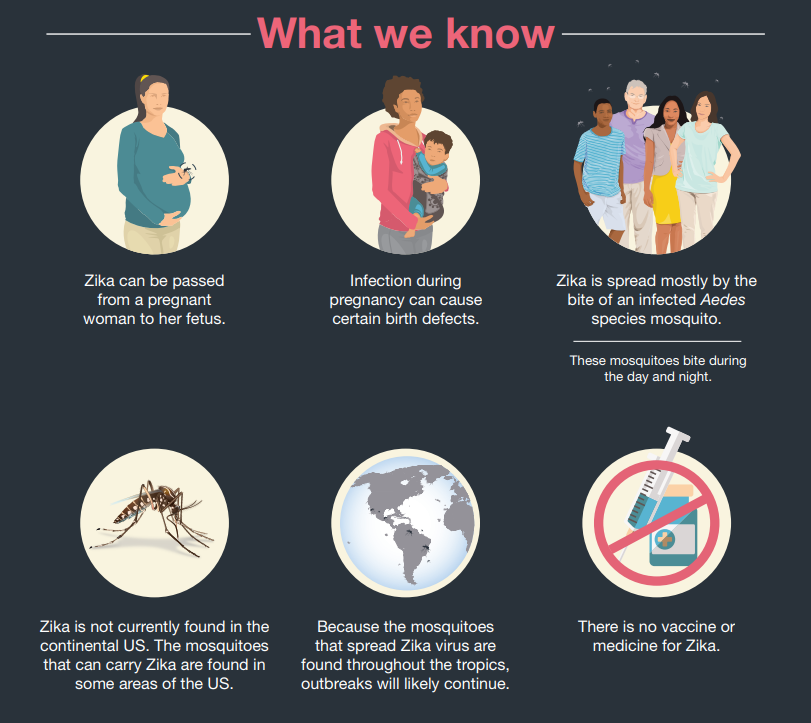 What we know
Zika can be passed
from a pregnant
woman to her fetus.
Infection during
pregnancy can cause
certain birth defects.
Zika is spread mostly by the
bite of an infected Aedes
species mosquito.
These mosquitoes bite during
the day and night.
Zika is not currently found in the
continental US. The mosquitoes
that can carry Zika are found in
some areas of the US.
Because the mosquitoes
that spread Zika virus are
found throughout the tropics,
outbreaks will likely continue.
There is no vaccine or
medicine for Zika.